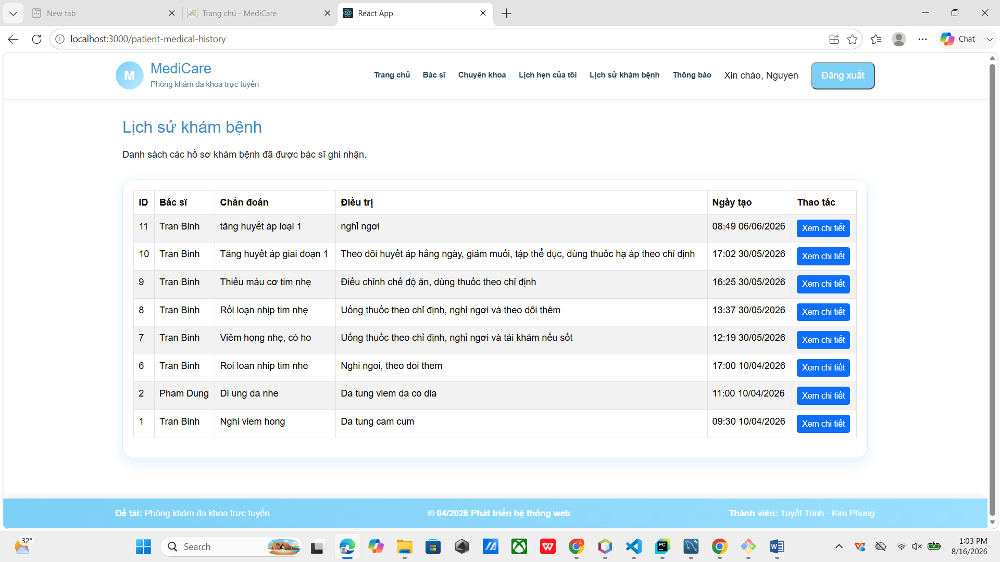 New tab
Trang chủ - MediCare
React App
localhost:3000/patient-medical-history
Chat
M
MediCare
Phòng khám đa khoa trực tuyến
Trang chủ
Bác sĩ
Chuyên khoa
Lịch hẹn của tôi
Lịch sử khám bệnh
Thông báo
Xin chào, Nguyen
Đăng xuất
Lịch sử khám bệnh
Danh sách các hồ sơ khám bệnh đã được bác sĩ ghi nhận.
ID Bác sĩ Chẩn đoán Điều trị Ngày tạo Thao tác
11 Tran Binh tăng huyết áp loại 1 nghỉ ngơi 08:49 06/06/2026 Xem chi tiết
10 Tran Binh Tăng huyết áp giai đoạn 1 Theo dõi huyết áp hằng ngày, giảm muối, tập thể dục, dùng thuốc hạ áp theo chỉ định 17:02 30/05/2026 Xem chi tiết
9 Tran Binh Thiếu máu cơ tim nhẹ Điều chỉnh chế độ ăn, dùng thuốc theo chỉ định 16:25 30/05/2026 Xem chi tiết
8 Tran Binh Rối loạn nhịp tim nhẹ Uống thuốc theo chỉ định, nghỉ ngơi và theo dõi thêm 13:37 30/05/2026 Xem chi tiết
7 Tran Binh Viêm họng nhẹ, có ho Uống thuốc theo chỉ định, nghỉ ngơi và tái khám nếu sốt 12:19 30/05/2026 Xem chi tiết
6 Tran Binh Roi loan nhip tim nhe Nghi ngoi, theo doi them 17:00 10/04/2026 Xem chi tiết
2 Pham Dung Di ung da nhe Da tung viem da co dia 11:00 10/04/2026 Xem chi tiết
1 Tran Binh Nghi viem hong Da tung cam cum 09:30 10/04/2026 Xem chi tiết
Đề tài: Phòng khám đa khoa trực tuyến
© 04/2026 Phát triển hệ thống web
Thành viên: Tuyết Trinh - Kim Phụng
32°
Search
PC
1:03 PM
8/16/2026